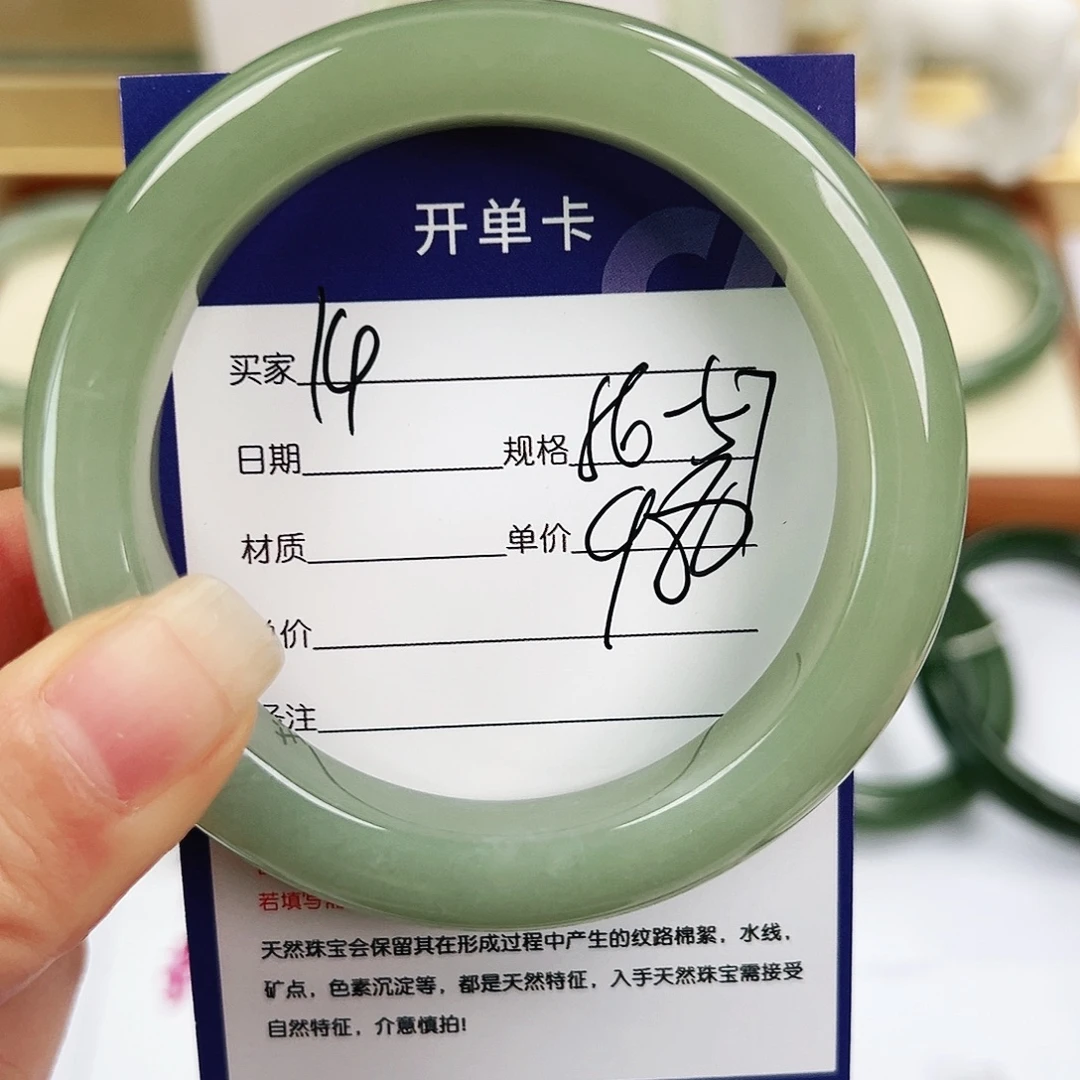 开单卡
买家 14
日期 规格
材质 单价 980
价
注
若填写
天然珠宝会保留其在形成过程中产生的纹路棉絮，水线，
矿点，色素沉淀等，都是天然特征，入手天然珠宝需接受
自然特征，介意慎拍!